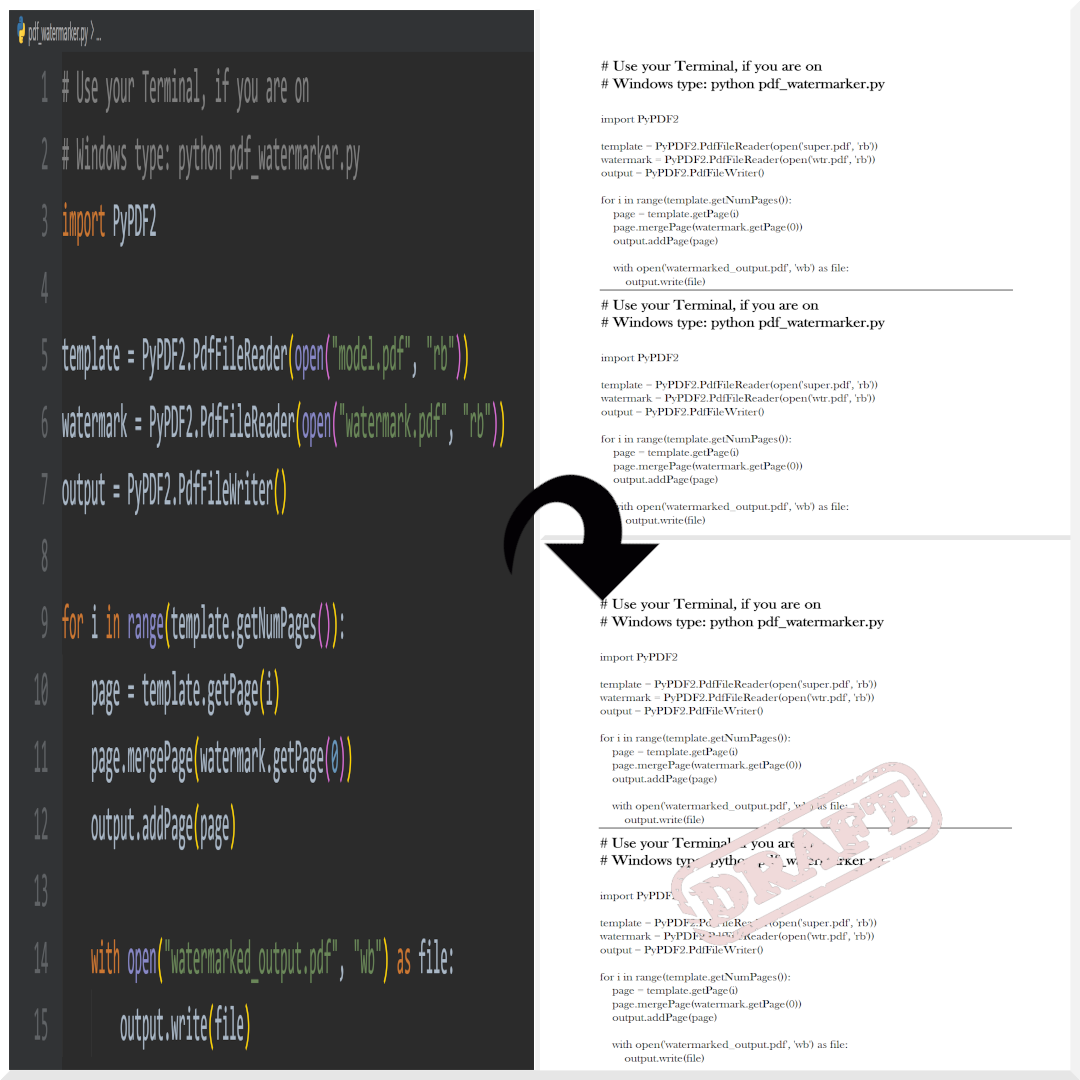 pdf_watermarker.py > ...
1 # Use your Terminal, if you are on
2 # Windows type: python pdf_watermarker.py
3 import PyPDF2
4
5 template = PyPDF2.PdfFileReader(open("model.pdf", "rb"))
6 watermark = PyPDF2.PdfFileReader(open("watermark.pdf", "rb"))
7 output = PyPDF2.PdfFileWriter()
8
9 for i in range(template.getNumPages()):
10 page = template.getPage(i)
11 page.mergePage(watermark.getPage(0))
12 output.addPage(page)
13
14 with open("watermarked_output.pdf", "wb") as file:
15 output.write(file)
# Use your Terminal, if you are on
# Windows type: python pdf_watermarker.py
import PyPDF2
template = PyPDF2.PdfFileReader(open('super.pdf', 'rb'))
watermark = PyPDF2.PdfFileReader(open('wtr.pdf', 'rb'))
output = PyPDF2.PdfFileWriter()
for i in range(template.getNumPages()):
page = template.getPage(i)
page.mergePage(watermark.getPage(0))
output.addPage(page)
with open('watermarked_output.pdf', 'wb') as file:
output.write(file)
# Use your Terminal, if you are on
# Windows type: python pdf_watermarker.py
import PyPDF2
template = PyPDF2.PdfFileReader(open('super.pdf', 'rb'))
watermark = PyPDF2.PdfFileReader(open('wtr.pdf', 'rb'))
output = PyPDF2.PdfFileWriter()
for i in range(template.getNumPages()):
page = template.getPage(i)
page.mergePage(watermark.getPage(0))
output.addPage(page)
with open('watermarked_output.pdf', 'wb') as file:
output.write(file)
# Use your Terminal, if you are on
# Windows type: python pdf_watermarker.py
import PyPDF2
template = PyPDF2.PdfFileReader(open('super.pdf', 'rb'))
watermark = PyPDF2.PdfFileReader(open('wtr.pdf', 'rb'))
output = PyPDF2.PdfFileWriter()
for i in range(template.getNumPages()):
page = template.getPage(i)
page.mergePage(watermark.getPage(0))
output.addPage(page)
with open('watermarked_output.pdf', 'wb') as file:
output.write(file)
# Use your Terminal, if you are
# Windows type: python pdf_watermarker.py
DRAFT
import PyPDF
template = PyPDF2.PdfFileReader(open('super.pdf', 'rb'))
watermark = PyPDF2.PdfFileReader(open('wtr.pdf', 'rb'))
output = PyPDF2.PdfFileWriter()
for i in range(template.getNumPages()):
page = template.getPage(i)
page.mergePage(watermark.getPage(0))
output.addPage(page)
with open('watermarked_output.pdf', 'wb') as file:
output.write(file)